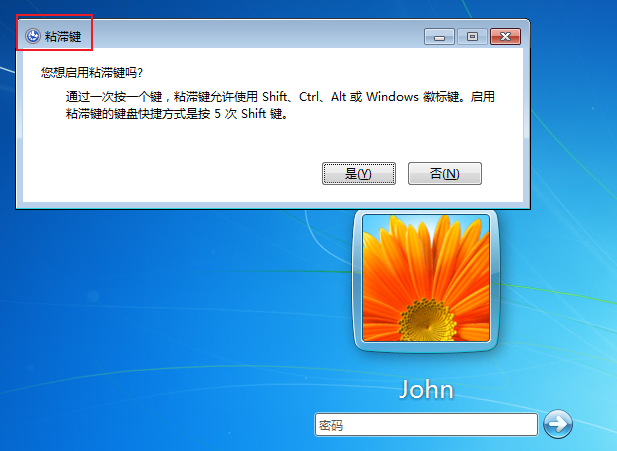 粘滞键
您想启用粘滞键吗?
通过一次按一个键，粘滞键允许使用 Shift、Ctrl、Alt 或 Windows 徽标键。启用
粘滞键的键盘快捷方式是按 5 次 Shift 键。
是(Y) 否(N)
John
密码